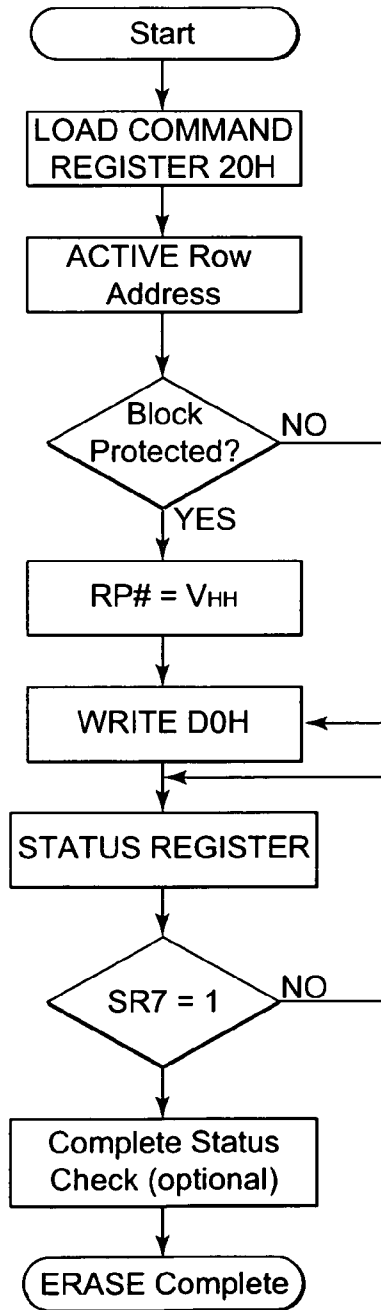 Start
LOAD COMMAND
REGISTER 20H
ACTIVE Row
Address
Block
Protected?
NO
YES
RP# = VHH
WRITE D0H
STATUS REGISTER
SR7 = 1
NO
Complete Status
Check (optional)
ERASE Complete